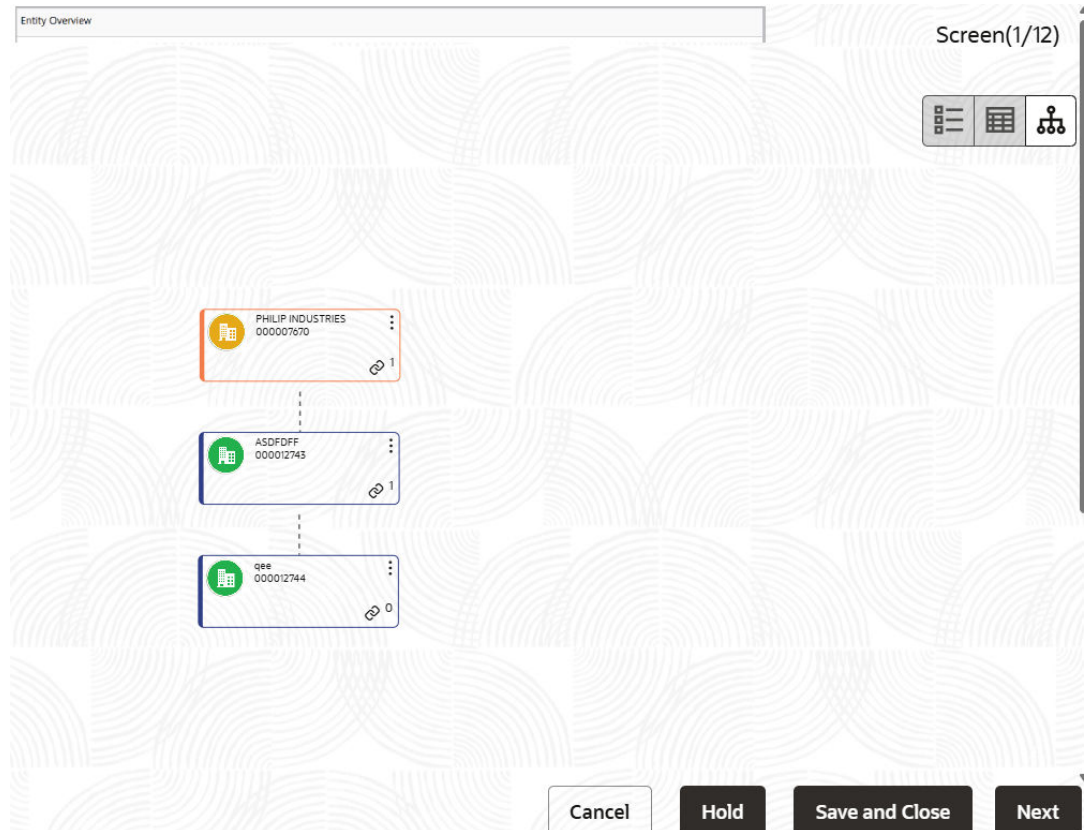 Entity Overview
Screen(1/12)
PHILIP INDUSTRIES
000007670
1
ASDFDFF
000012743
1
qee
000012744
0
Cancel
Hold
Save and Close
Next